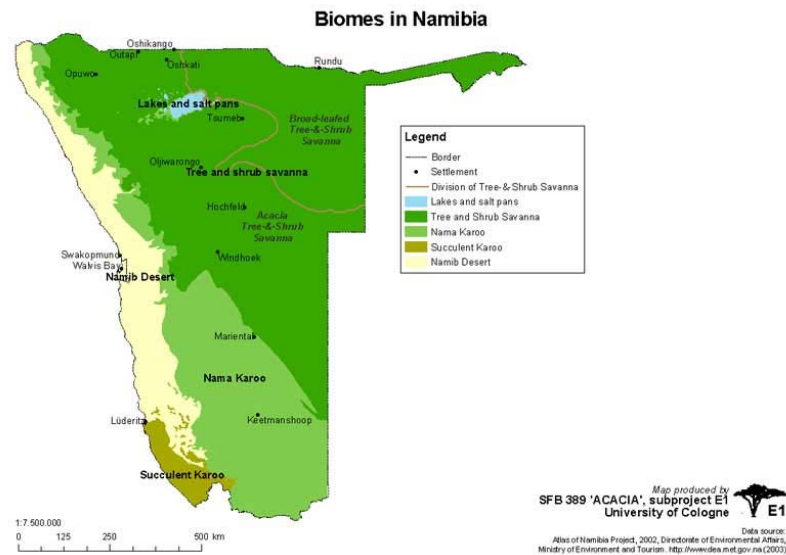 Biomes in Namibia
Oshikango
Outapi
Oshkati
Rundu
Opuwo
Lakes and salt pans
Tsumeb
Broad-leafed
Tree-&-Shrub
Savanna
Otjiwarongo
Tree and shrub savanna
Hochfeld
Acacia
Tree-&-Shrub
Savanna
Swakopmund
Walvis Bay
Windhoek
Namib Desert
Mariental
Nama Karoo
Lüderitz
Keetmanshoop
Succulent Karoo
Legend
Border
Settlement
Division of Tree-& Shrub Savanna
Lakes and salt pans
Tree and Shrub Savanna
Nama Karoo
Succulent Karoo
Namib Desert
1:7.500.000
0 125 250 500 km
Map produced by
SFB 389 'ACACIA', subproject E1
University of Cologne
E1
Data source:
Atlas of Namibia Project, 2002, Directorate of Environmental Affairs,
Ministry of Environment and Tourism. http://www.dea.met.gov.na (2003)